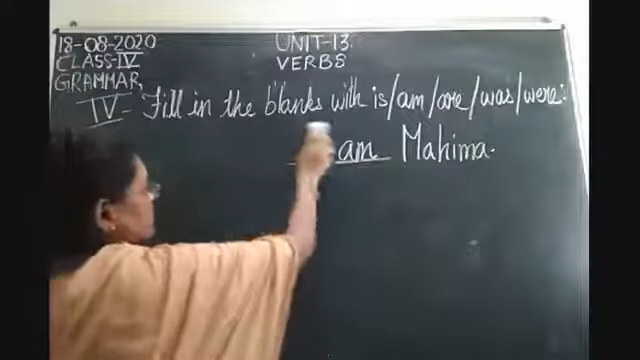 18-08-2020
CLASS-IV
GRAMMAR
UNIT-13.
VERBS
IV- Fill in the blanks with is/am/are/was/were:
am Mahima.